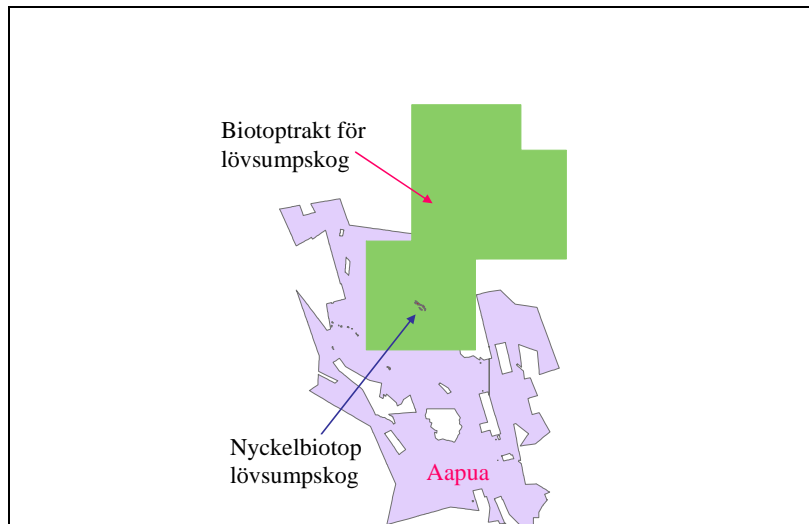 Biotoptrakt för
lövsumpskog
Nyckelbiotop
lövsumpskog
Aapua